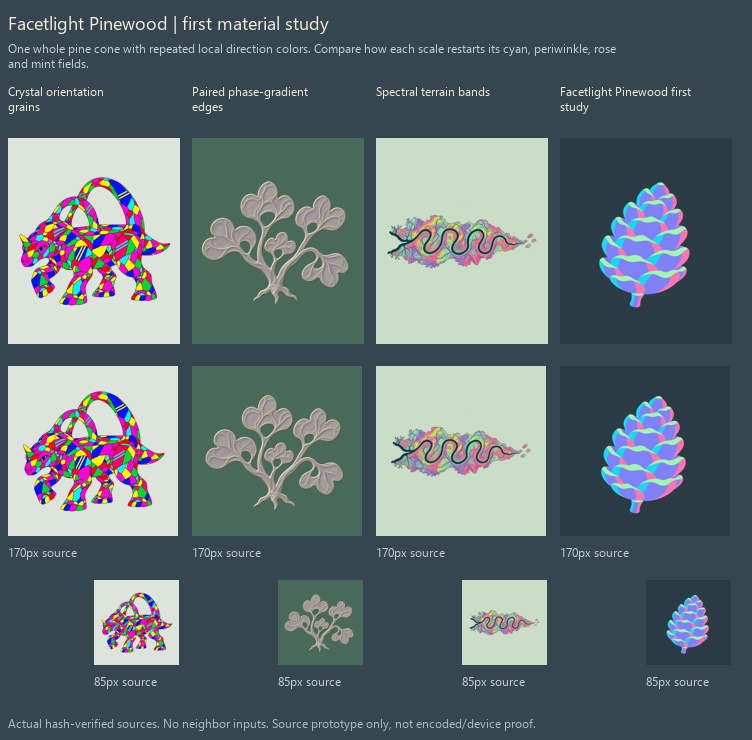 Facetlight Pinewood | first material study
One whole pine cone with repeated local direction colors. Compare how each scale restarts its cyan, periwinkle, rose
and mint fields.
Crystal orientation
grains
Paired phase-gradient
edges
Spectral terrain bands
Facetlight Pinewood first
study
170px source
170px source
170px source
170px source
85px source
85px source
85px source
85px source
Actual hash-verified sources. No neighbor inputs. Source prototype only, not encoded/device proof.